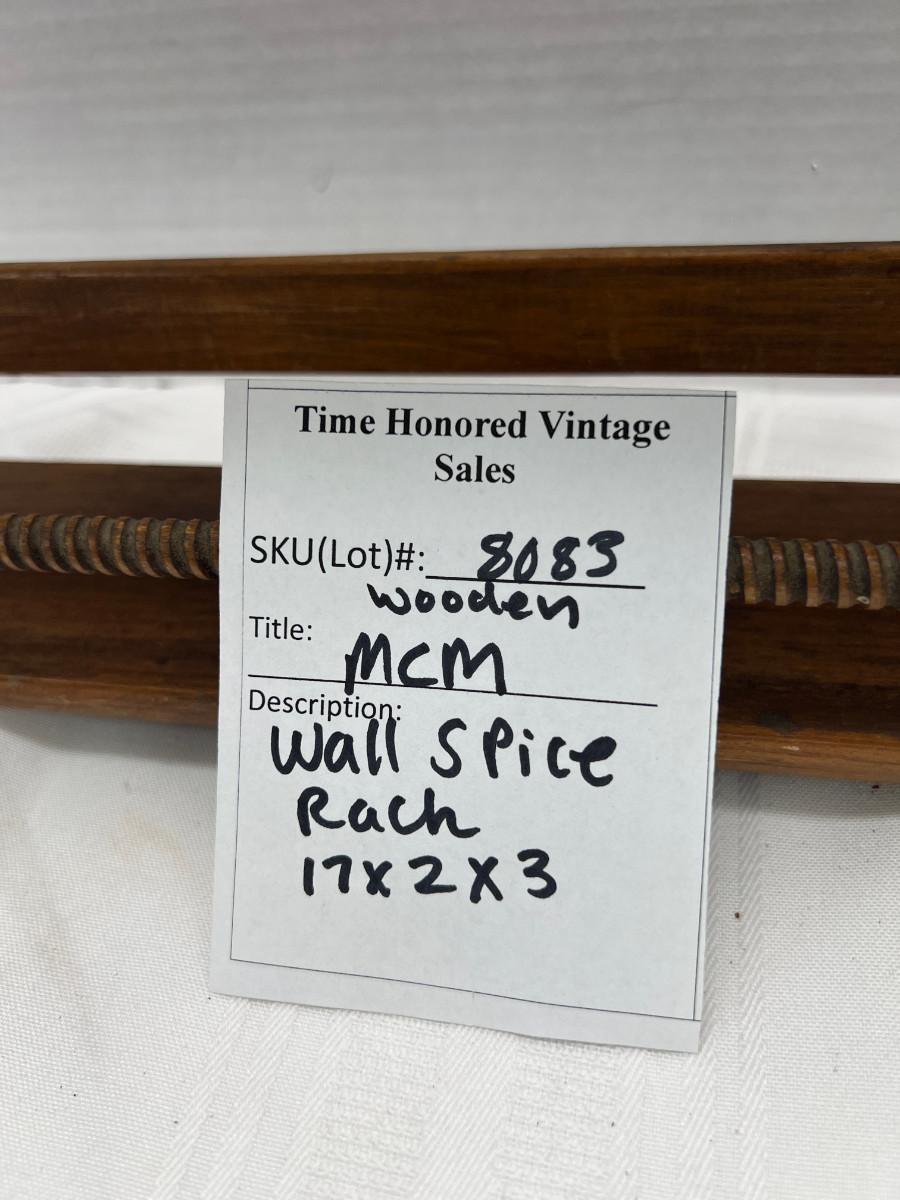 Time Honored Vintage
Sales
SKU(Lot)#: 8083
wooden
Title: MCM
Description:
Wall Spice
Rack
17x2x3